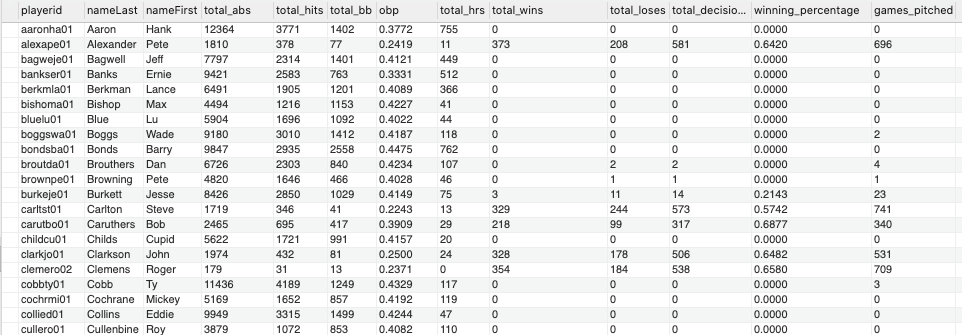 playerid nameLast nameFirst total_abs total_hits total_bb obp total_hrs total_wins total_loses total_decisio... winning_percentage games_pitched
aaronha01 Aaron Hank 12364 3771 1402 0.3772 755 0 0 0 0.0000 0
alexape01 Alexander Pete 1810 378 77 0.2419 11 373 208 581 0.6420 696
bagweje01 Bagwell Jeff 7797 2314 1401 0.4121 449 0 0 0 0.0000 0
bankser01 Banks Ernie 9421 2583 763 0.3331 512 0 0 0 0.0000 0
berkmla01 Berkman Lance 6491 1905 1201 0.4089 366 0 0 0 0.0000 0
bishoma01 Bishop Max 4494 1216 1153 0.4227 41 0 0 0 0.0000 0
bluelu01 Blue Lu 5904 1696 1092 0.4022 44 0 0 0 0.0000 0
boggswa01 Boggs Wade 9180 3010 1412 0.4187 118 0 0 0 0.0000 2
bondsba01 Bonds Barry 9847 2935 2558 0.4475 762 0 0 0 0.0000 0
broutda01 Brouthers Dan 6726 2303 840 0.4234 107 0 2 2 0.0000 4
brownpe01 Browning Pete 4820 1646 466 0.4028 46 0 1 1 0.0000 1
burkeje01 Burkett Jesse 8426 2850 1029 0.4149 75 3 11 14 0.2143 23
carltst01 Carlton Steve 1719 346 41 0.2243 13 329 244 573 0.5742 741
carutbo01 Caruthers Bob 2465 695 417 0.3909 29 218 99 317 0.6877 340
childcu01 Childs Cupid 5622 1721 991 0.4157 20 0 0 0 0.0000 0
clarkjo01 Clarkson John 1974 432 81 0.2500 24 328 178 506 0.6482 531
clemero02 Clemens Roger 179 31 13 0.2371 0 354 184 538 0.6580 709
cobbty01 Cobb Ty 11436 4189 1249 0.4329 117 0 0 0 0.0000 3
cochrmi01 Cochrane Mickey 5169 1652 857 0.4192 119 0 0 0 0.0000 0
collied01 Collins Eddie 9949 3315 1499 0.4244 47 0 0 0 0.0000 0
cullero01 Cullenbine Roy 3879 1072 853 0.4082 110 0 0 0 0.0000 0